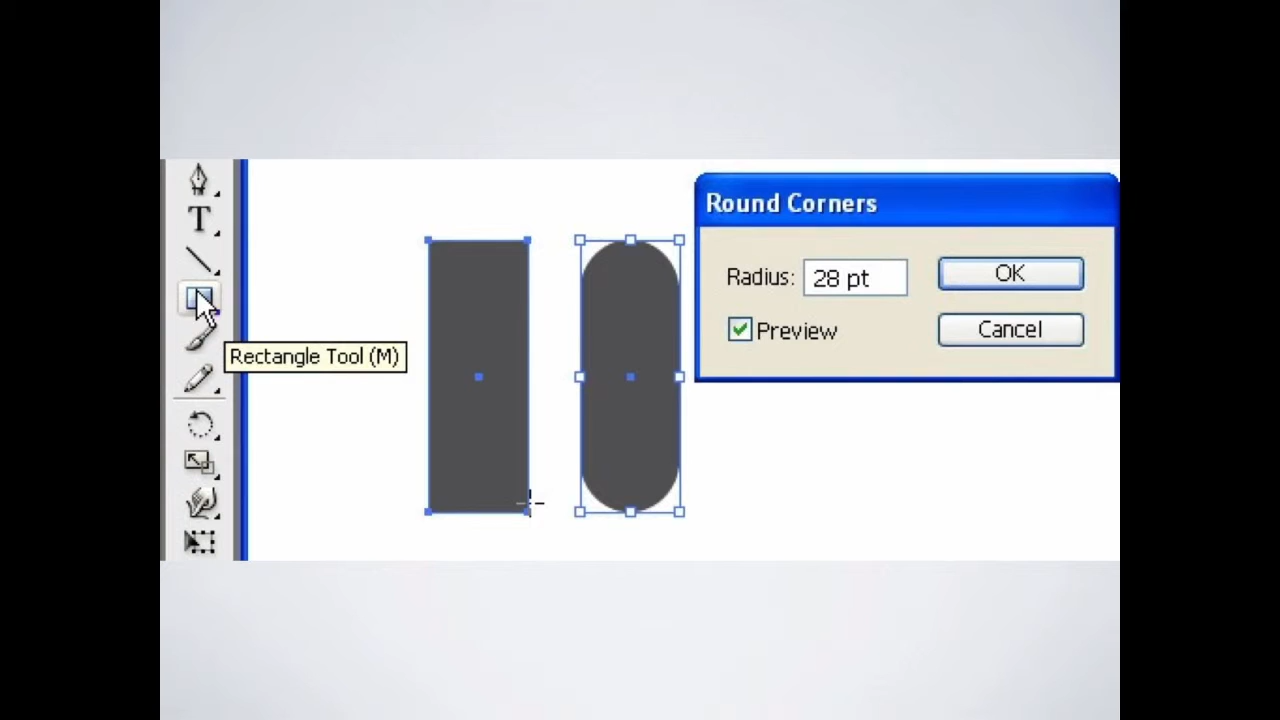 T
Rectangle Tool (M)
Round Corners
Radius: 28 pt
OK
Preview
Cancel